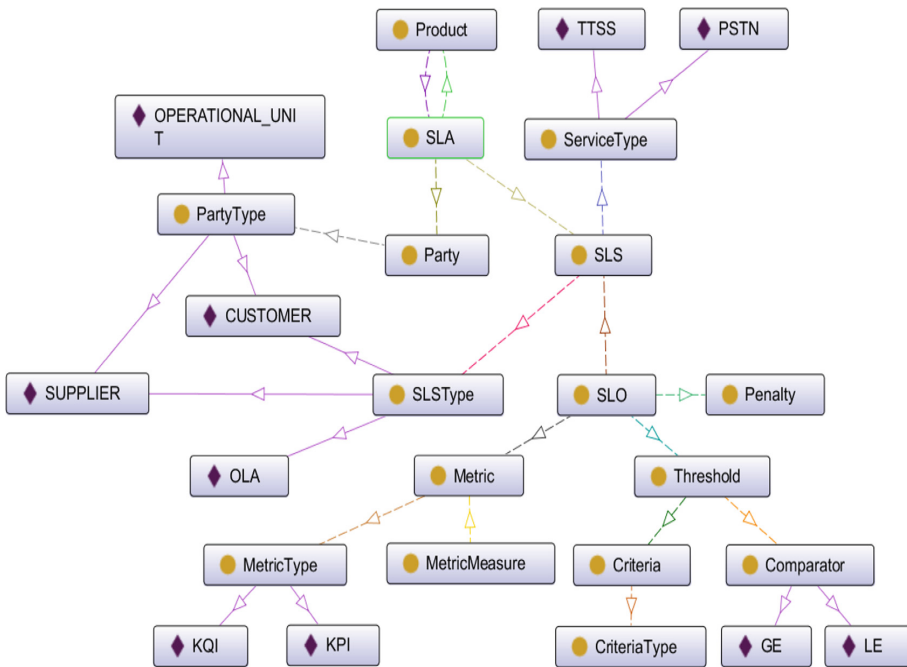 Product
TTSS
PSTN
OPERATIONAL_UNI
T
SLA
ServiceType
PartyType
Party
SLS
CUSTOMER
SUPPLIER
SLSType
SLO
Penalty
OLA
Metric
Threshold
MetricType
MetricMeasure
Criteria
Comparator
KQI
KPI
CriteriaType
GE
LE